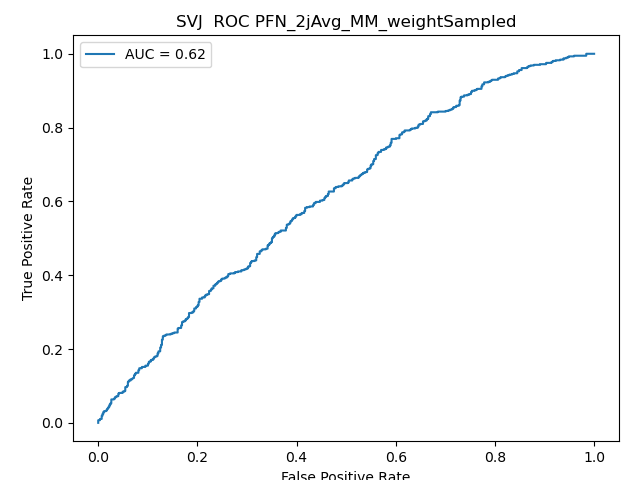 SVJ  ROC PFN_2jAvg_MM_weightSampled
AUC = 0.62
True Positive Rate
1.0
0.8
0.6
0.4
0.2
0.0
0.0 0.2 0.4 0.6 0.8 1.0
False Positive Rate